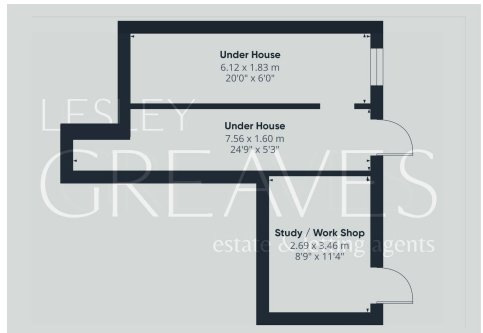 Under House
6.12 x 1.83 m
20'0" x 6'0"
LESLEY
Under House
7.56 x 1.60 m
24'9" x 5'3"
GREAVES
Study / Work Shop
estate & letting agents
2.69 x 3.46 m
8'9" x 11'4"